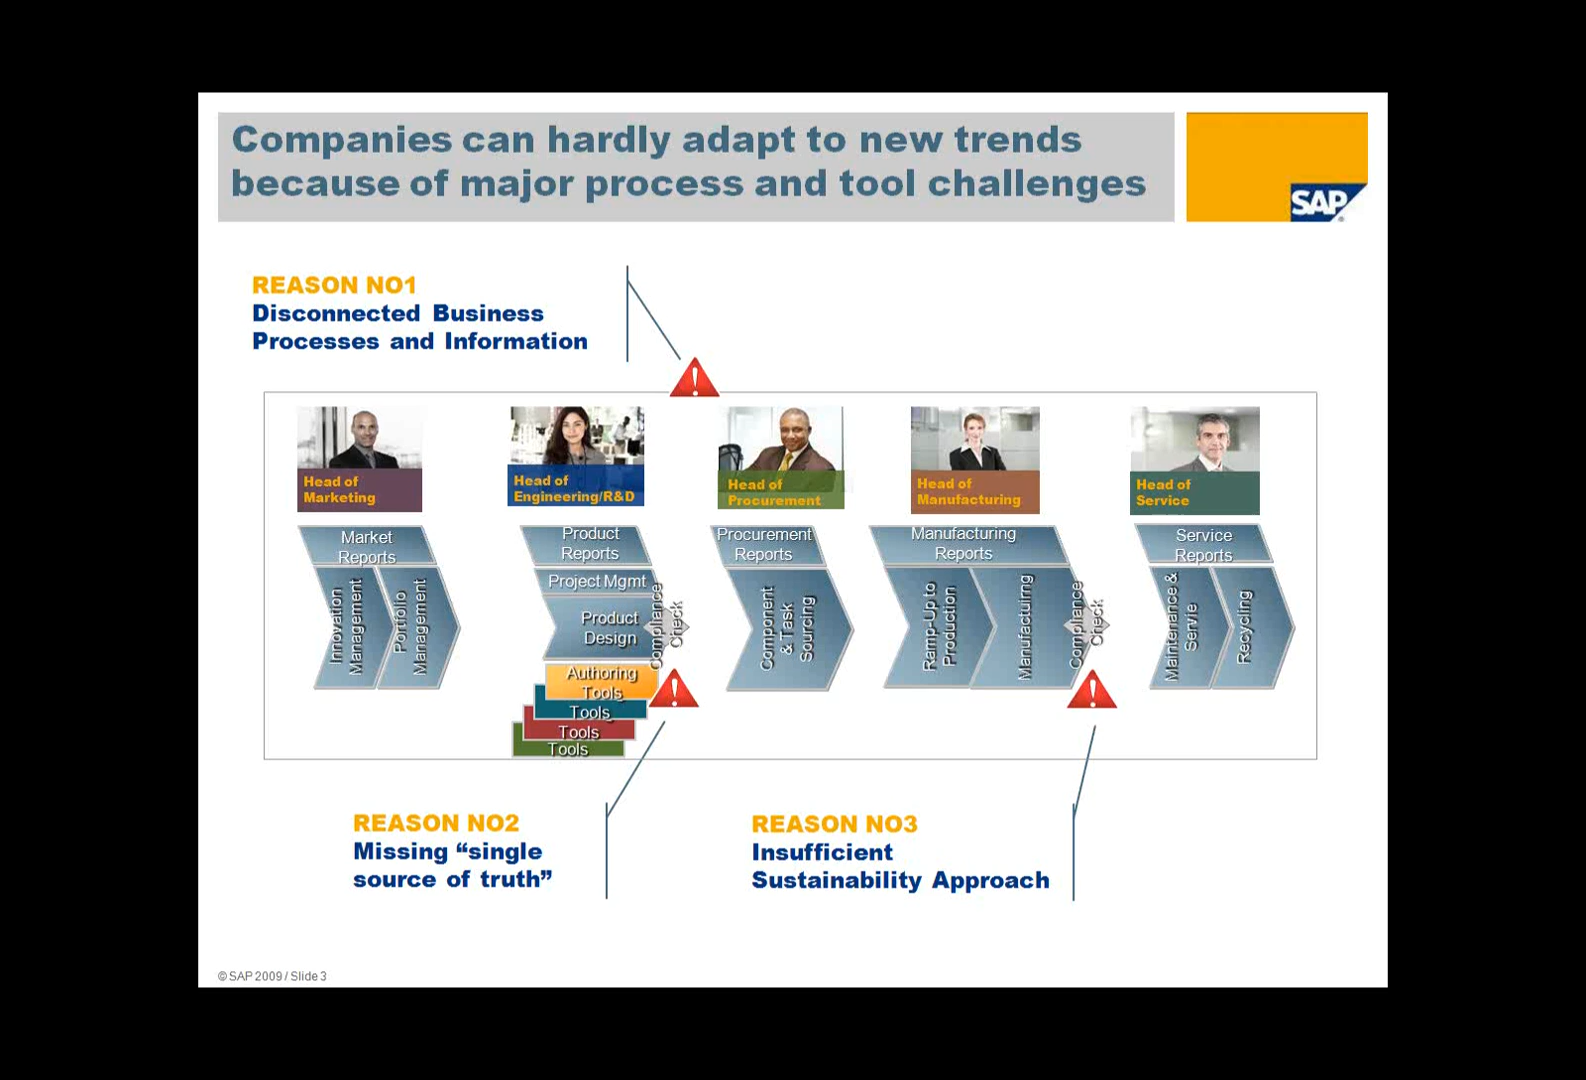 Companies can hardly adapt to new trends
because of major process and tool challenges
SAP
REASON NO1
Disconnected Business
Processes and Information
Head of
Marketing
Head of
Engineering/R&D
Head of
Procurement
Head of
Manufacturing
Head of
Service
Market
Reports
Innovation
Management
Portfolio
Management
Product
Reports
Project Mgmt
Product
Design
Compliance
Check
Authoring
Tools
Tools
Tools
Tools
Procurement
Reports
Component
& Task
Sourcing
Manufacturing
Reports
Ramp-Up to
Production
Manufactuirng
Compliance
Check
Service
Reports
Maintenance &
Servie
Recycling
REASON NO2
Missing “single
source of truth”
REASON NO3
Insufficient
Sustainability Approach
© SAP 2009 / Slide 3